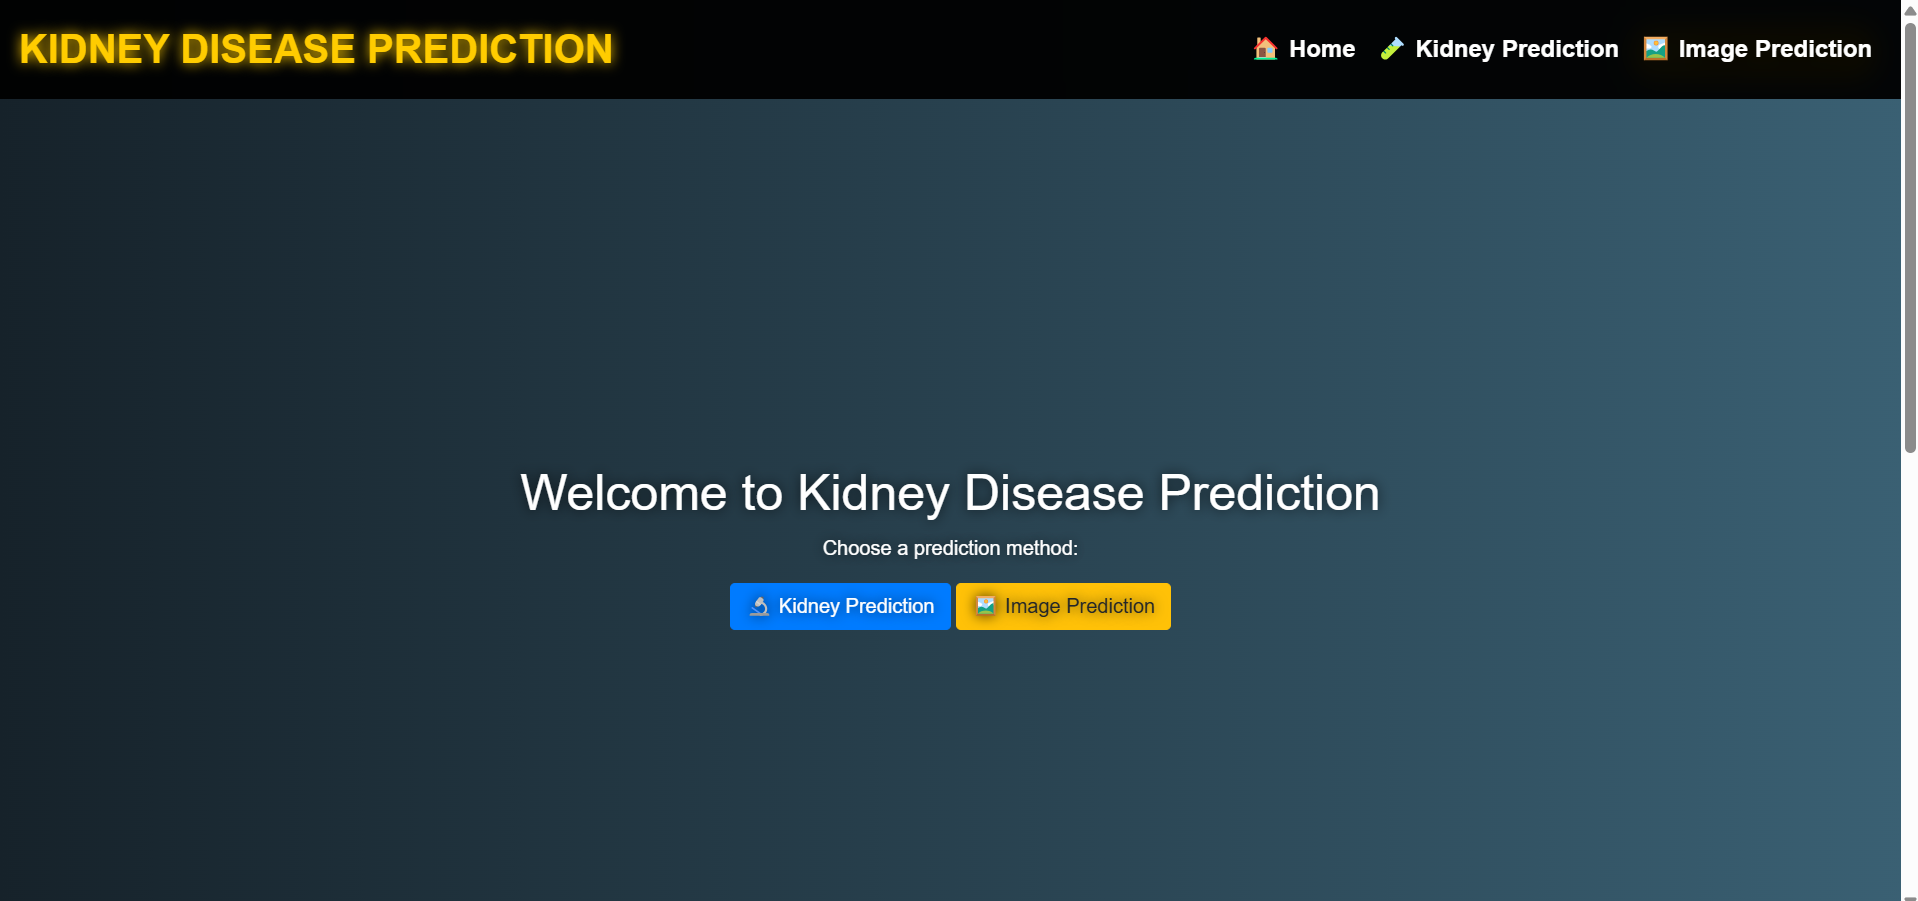 KIDNEY DISEASE PREDICTION
Home
Kidney Prediction
Image Prediction
Welcome to Kidney Disease Prediction
Choose a prediction method:
Kidney Prediction
Image Prediction